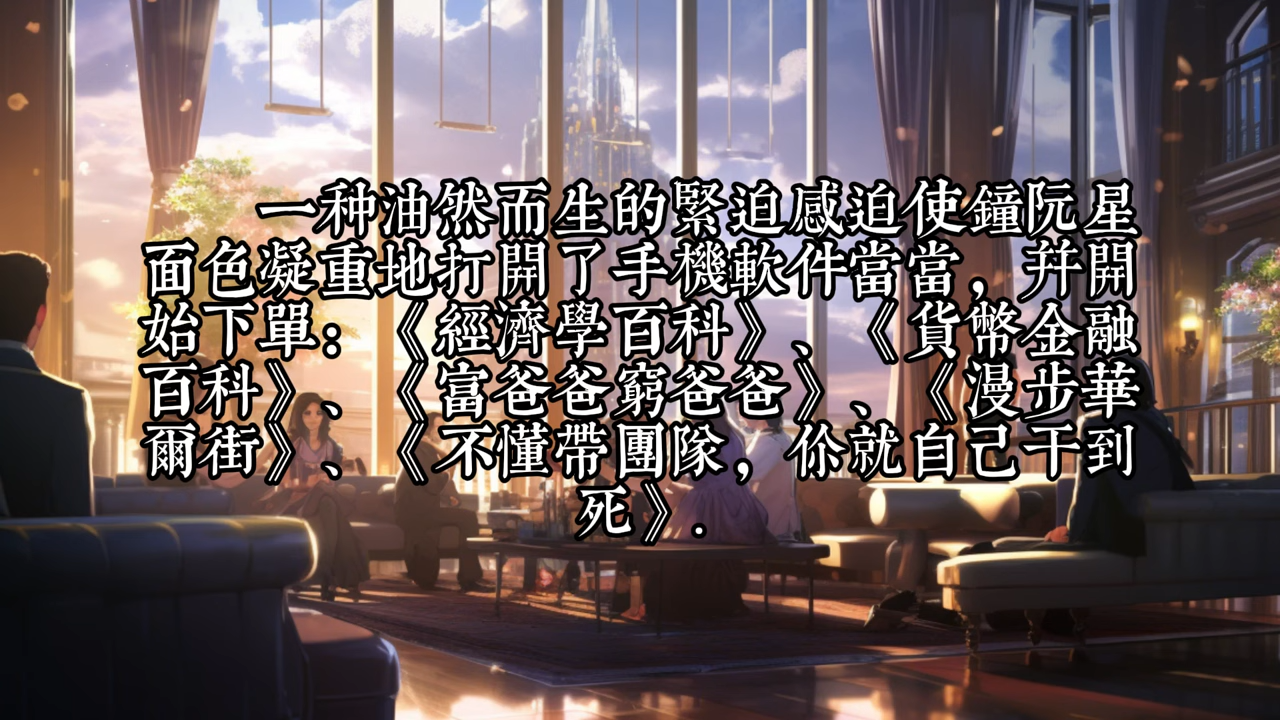 一种油然而生的緊迫感迫使鐘阮星
面色凝重地打開了手機軟件當當，并開
始下單：《經濟學百科》、《貨幣金融
百科》、《富爸爸窮爸爸》、《漫步華
爾街》、《不懂帶團隊，你就自己干到
死》.